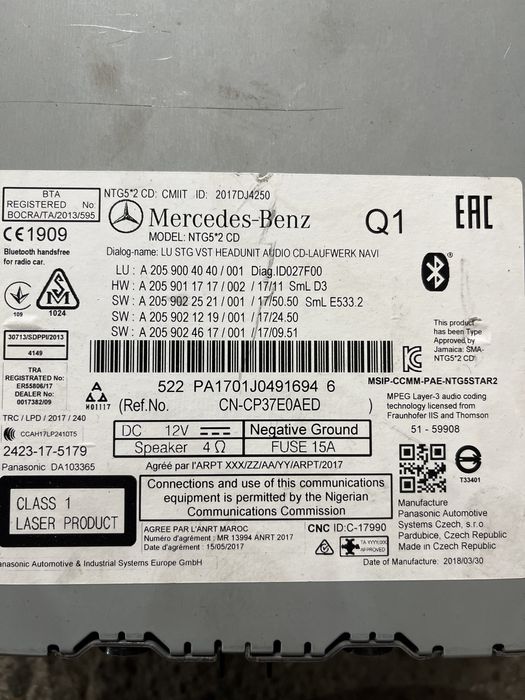 BTA
REGISTERED No:
BOCRA/TA/2013/595
NTG5*2 CD: CMIIT ID: 2017DJ4250
Mercedes-Benz
MODEL: NTG5*2 CD
Q1
EAC
CE1909
Bluetooth handsfree
for radio car.
Dialog-name: LU STG VST HEADUNIT AUDIO CD-LAUFWERK NAVI
LU : A 205 900 40 40 / 001 Diag.ID027F00
HW : A 205 901 17 17 / 002 / 17/11 SmL D3
SW : A 205 902 25 21 / 001 / 17/50.50 SmL E533.2
SW : A 205 902 12 19 / 001 / 17/24.50
SW : A 205 902 46 17 / 001 / 17/09.51
109
1024
30713/SDPPI/2013
4149
This product
has been Type
Approved by
Jamaica: SMA-
NTG5*2 CD
TRA
REGISTERED No:
ER55806/17
DEALER No:
0017382/09
M01117
522 PA1701J0491694 6
(Ref.No. CN-CP37E0AED )
MSIP-CCMM-PAE-NTG5STAR2
MPEG Layer-3 audio coding
technology licensed from
Fraunhofer IIS and Thomson
51 - 59908
TRC / LPD / 2017 / 240
CCAH17LP2410T5
2423-17-5179
Panasonic DA103365
DC 12V
Negative Ground
Speaker 4 Ω
FUSE 15A
Agréé par l'ARPT XXX/ZZ/AA/YY/ARPT/2017
T33401
CLASS 1
LASER PRODUCT
Connections and use of this communications
equipment is permitted by the Nigerian
Communications Commission
AGREE PAR L'ANRT MAROC
Numéro d'agrément : MR 13994 ANRT 2017
Date d'agrément : 15/05/2017
CNC ID:C-17990
APPROVED
Manufacture
Panasonic Automotive
Systems Czech, s.r.o.
Pardubice, Czech Republic
Made in Czech Republic
Panasonic Automotive & Industrial Systems Europe GmbH
Date of Manufacture: 2018/03/30